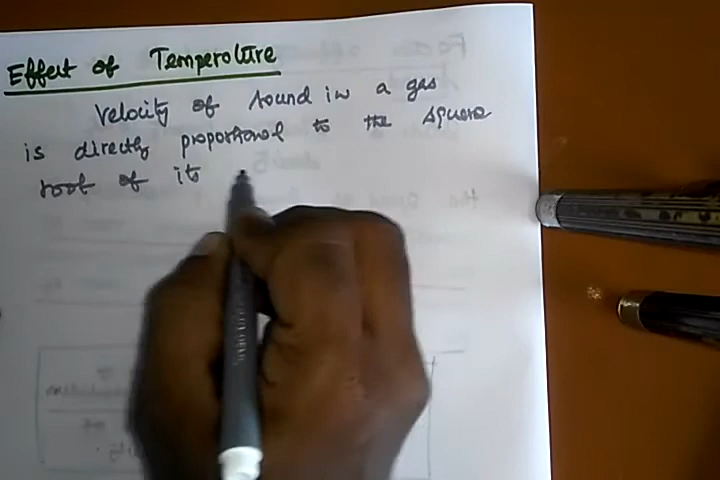 Effect of Temperature
Velocity of sound in a gas
is directly proportional to the square
root of its